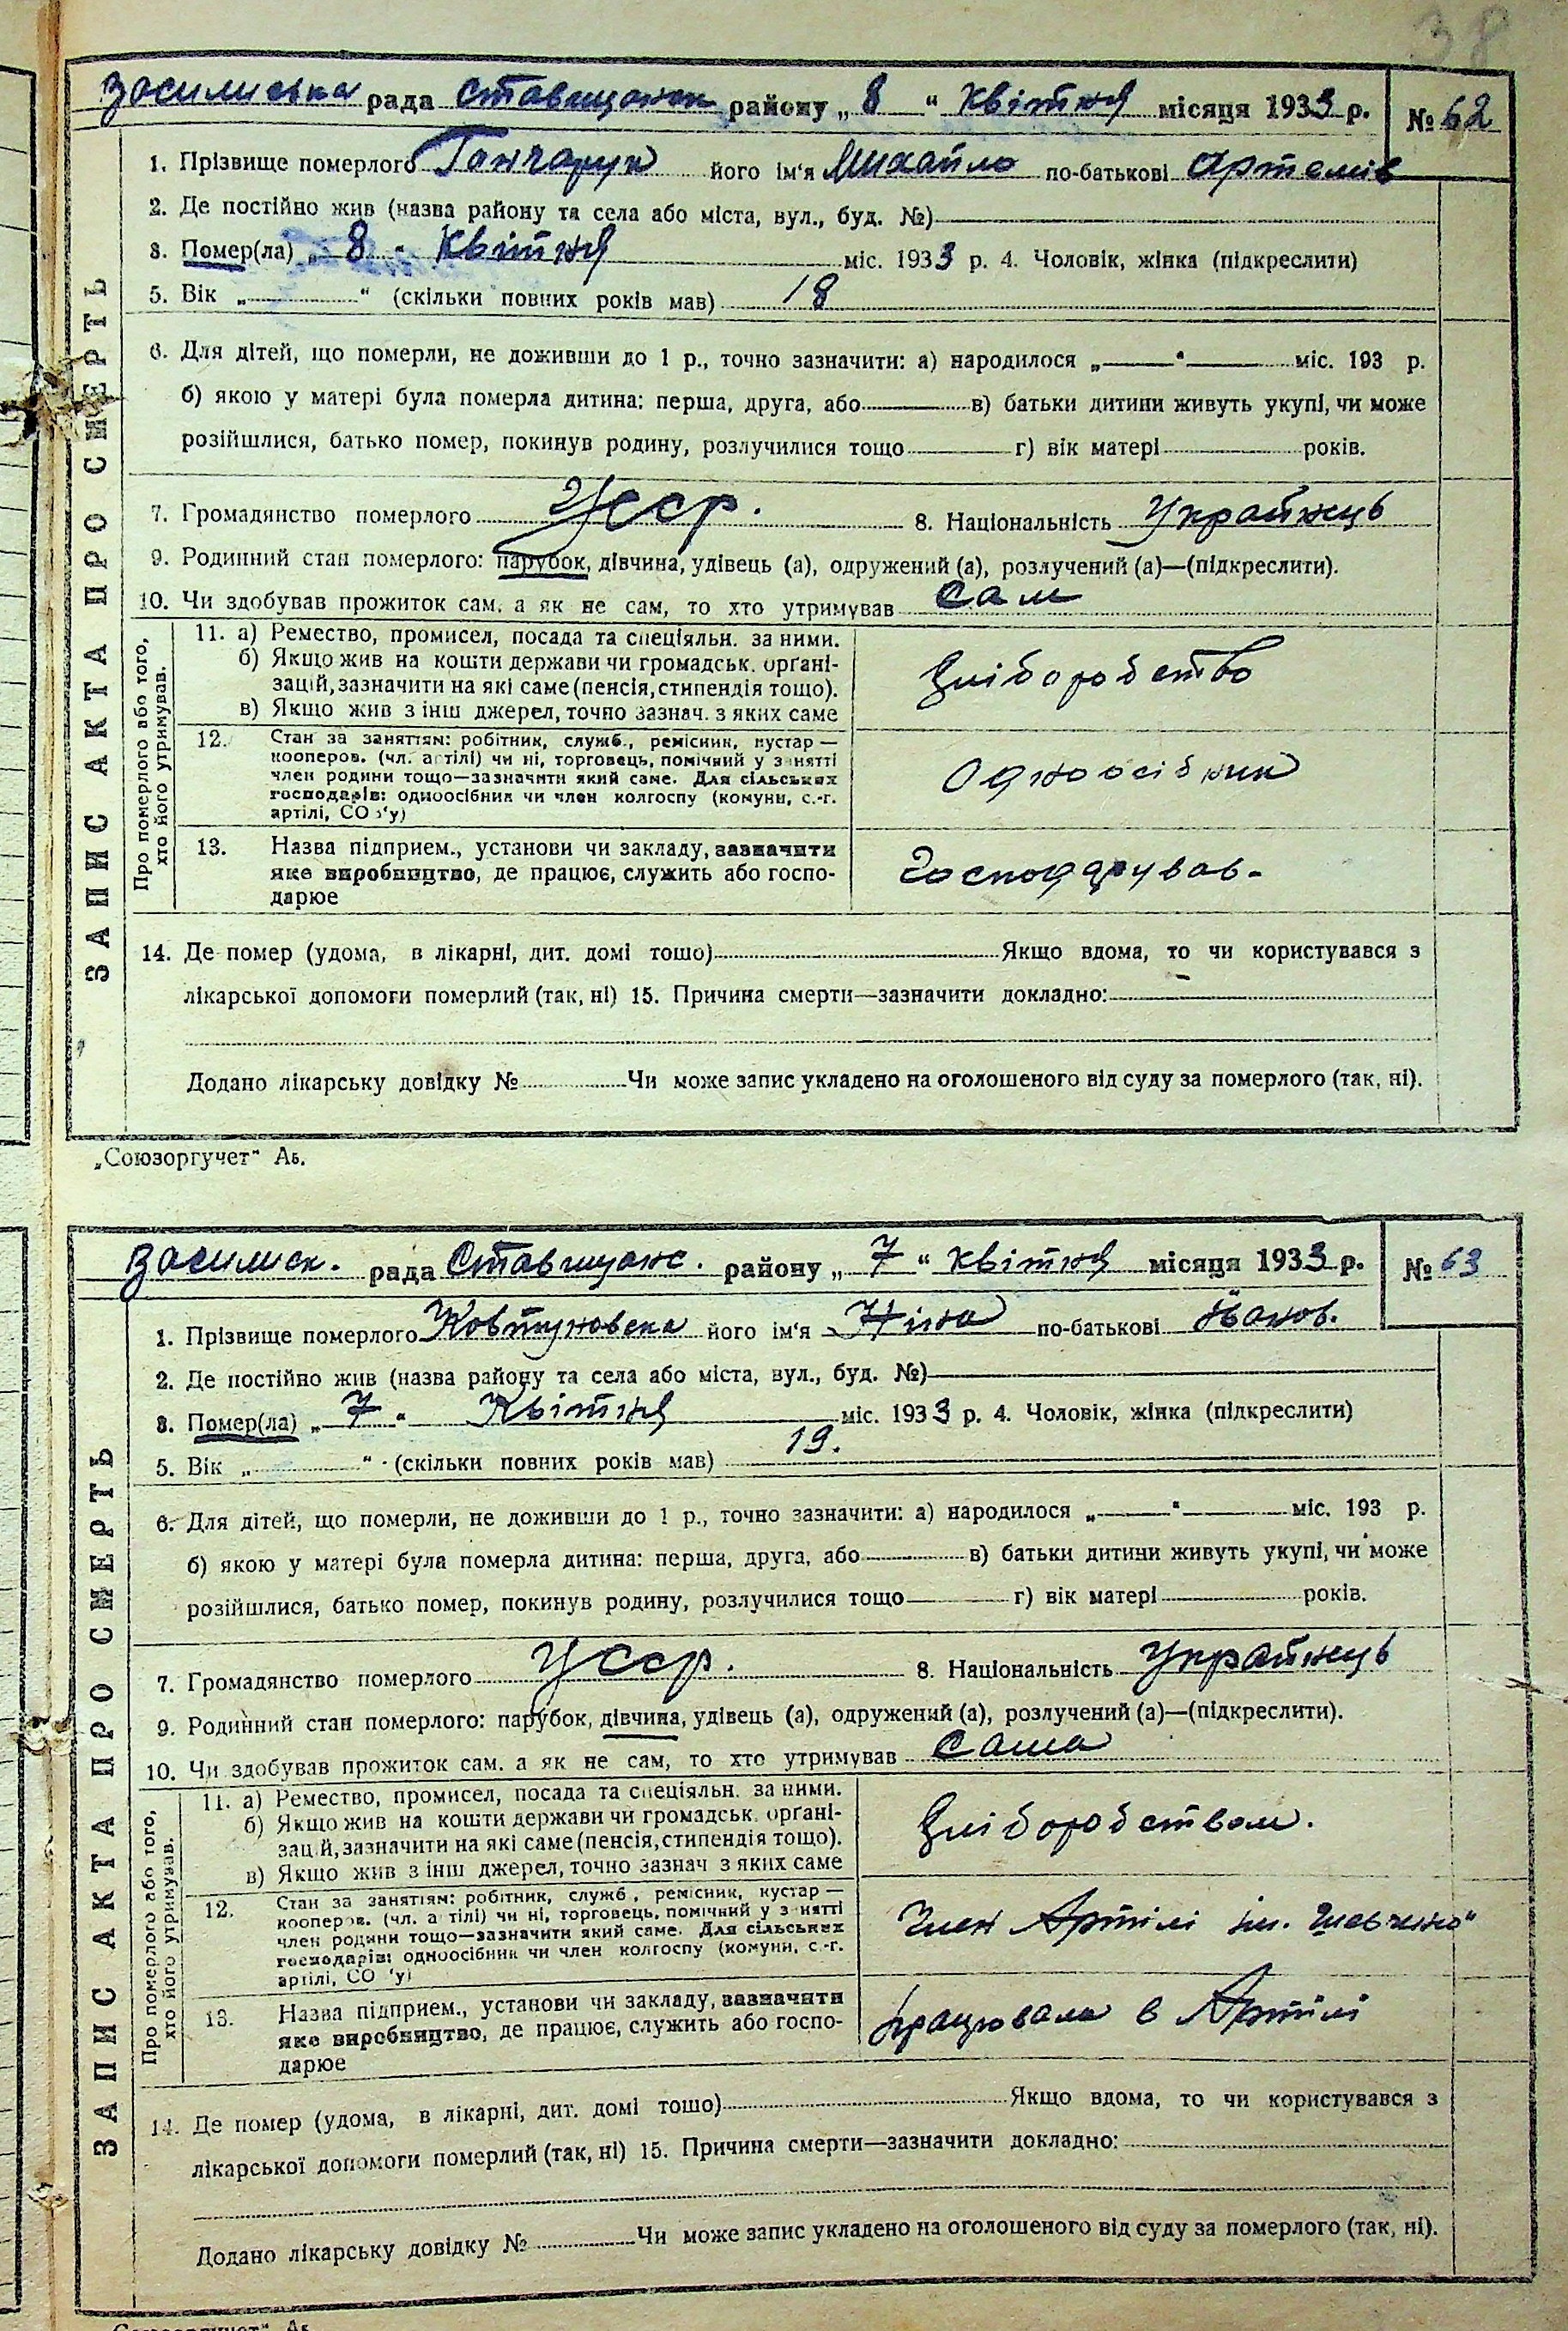 38
Василиська рада Ставищанск району „ 8 “ Квітня місяця 1933 р. № 62
1. Прізвище померлого Гончарук його ім'я Михайло по-батькові Артемів
2. Де постійно жив (назва району та села або міста, вул., буд. №)
3. Помер(ла) „ 8 “ Квітня міс. 1933 р. 4. Чоловік, жінка (підкреслити)
5. Вік „ “ (скільки повних років мав) 18
6. Для дітей, що померли, не доживши до 1 р., точно зазначити: а) народилося „—“— міс. 193 р.
б) якою у матері була померла дитина: перша, друга, або — в) батьки дитини живуть укупі, чи може
розійшлися, батько помер, покинув родину, розлучилися тощо — г) вік матері — років.
7. Громадянство померлого Усср. 8. Національність Українець
9. Родинний стан померлого: парубок, дівчина, удівець (а), одружений (а), розлучений (а)—(підкреслити).
10. Чи здобував прожиток сам, а як не сам, то хто утримував Сам
11. а) Ремество, промисел, посада та спеціяльн. за ними.
б) Якщо жив на кошти держави чи громадськ. орґані-
зацій, зазначити на які саме (пенсія, стипендія тощо).
в) Якщо жив з інш джерел, точно зазнач. з яких саме
Хліборобство
12. Стан за заняттям: робітник, служб., ремісник, кустар —
кооперов. (чл. артілі) чи ні, торговець, помічний у занятті
член родини тощо—зазначити який саме. Для сільських
господарів: одноосібник чи член колгоспу (комуни, с.-г.
артілі, СОЗ'у)
Одноосібник
13. Назва підприєм., установи чи закладу, зазначити
яке виробництво, де працює, служить або госпо-
дарює
Господарував-
14. Де помер (удома, в лікарні, дит. домі тощо) Якщо вдома, то чи користувався з
лікарської допомоги померлий (так, ні) 15. Причина смерти—зазначити докладно:
Додано лікарську довідку № Чи може запис укладено на оголошеного від суду за померлого (так, ні).
ЗАПИС АКТА ПРО СМЕРТЬ
Про померлого або того,
хто його утримував.
„Союзоргучет“ Аб.
Василиск. рада Ставищанс. району „ 7 “ Квітня місяця 1933 р. № 63
1. Прізвище померлого Ковтуновска його ім'я Ніна по-батькові Іванов.
2. Де постійно жив (назва району та села або міста, вул., буд. №)
3. Помер(ла) „ 7 “ Квітня міс. 1933 р. 4. Чоловік, жінка (підкреслити)
5. Вік „ “ (скільки повних років мав) 19.
6. Для дітей, що померли, не доживши до 1 р., точно зазначити: а) народилося „—“— міс. 193 р.
б) якою у матері була померла дитина: перша, друга, або — в) батьки дитини живуть укупі, чи може
розійшлися, батько помер, покинув родину, розлучилися тощо — г) вік матері — років.
7. Громадянство померлого Усср. 8. Національність Українець
9. Родинний стан померлого: парубок, дівчина, удівець (а), одружений (а), розлучений (а)—(підкреслити).
10. Чи здобував прожиток сам, а як не сам, то хто утримував Сама
11. а) Ремество, промисел, посада та спеціяльн. за ними.
б) Якщо жив на кошти держави чи громадськ. орґані-
зацій, зазначити на які саме (пенсія, стипендія тощо).
в) Якщо жив з інш джерел, точно зазнач з яких саме
Хліборобством.
12. Стан за заняттям: робітник, служб., ремісник, кустар —
кооперов. (чл. артілі) чи ні, торговець, помічний у занятті
член родини тощо—зазначити який саме. Для сільських
господарів: одноосібник чи член колгоспу (комуни, с.-г.
артілі, СОЗ'у)
Член Артілі ім. Шевченко“
13. Назва підприєм., установи чи закладу, зазначити
яке виробництво, де працює, служить або госпо-
дарює
працювала в Артілі
14. Де помер (удома, в лікарні, дит. домі тощо) Якщо вдома, то чи користувався з
лікарської допомоги померлий (так, ні) 15. Причина смерти—зазначити докладно:
Додано лікарську довідку № Чи може запис укладено на оголошеного від суду за померлого (так, ні).
ЗАПИС АКТА ПРО СМЕРТЬ
Про померлого або того,
хто його утримував.
„Союзоргучет“ Аб.